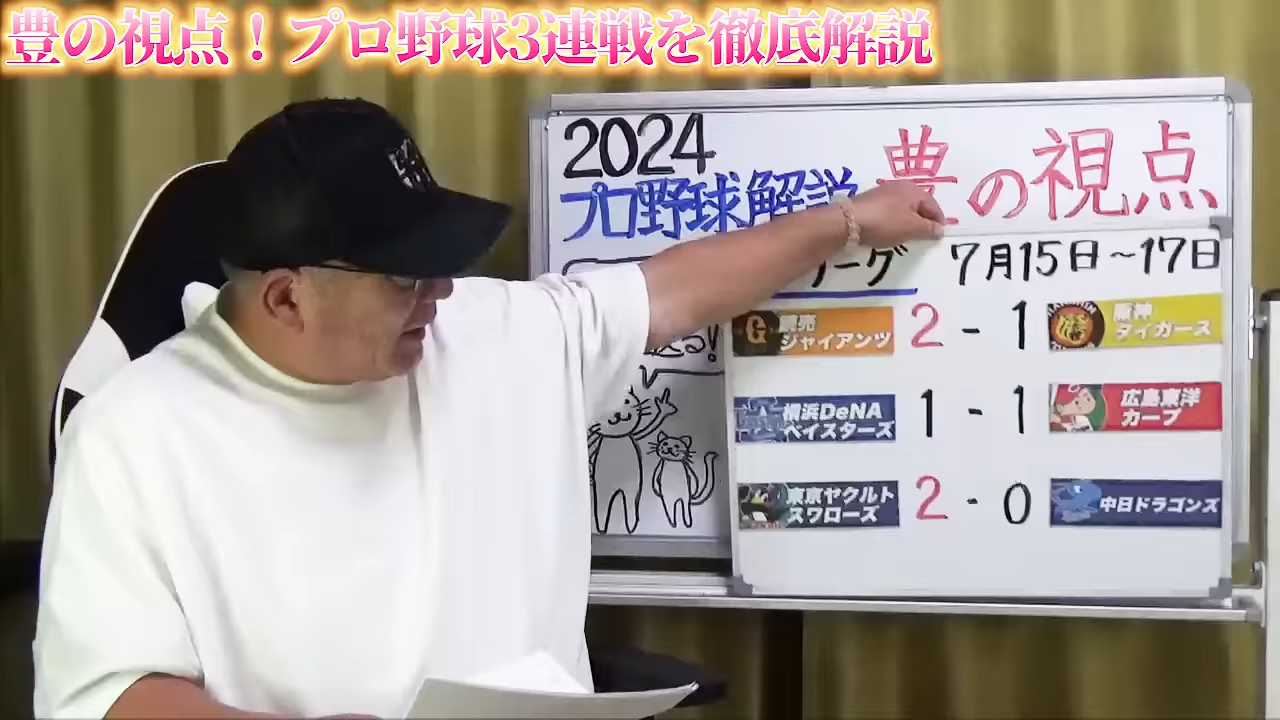 豊の視点！プロ野球3連戦を徹底解説
2024
プロ野球解説
豊の視点
リーグ
7月15日～17日
G
読売
ジャイアンツ
2 - 1
阪神
タイガース
横浜DeNA
ベイスターズ
1 - 1
広島東洋
カープ
東京ヤクルト
スワローズ
2 - 0
中日ドラゴンズ